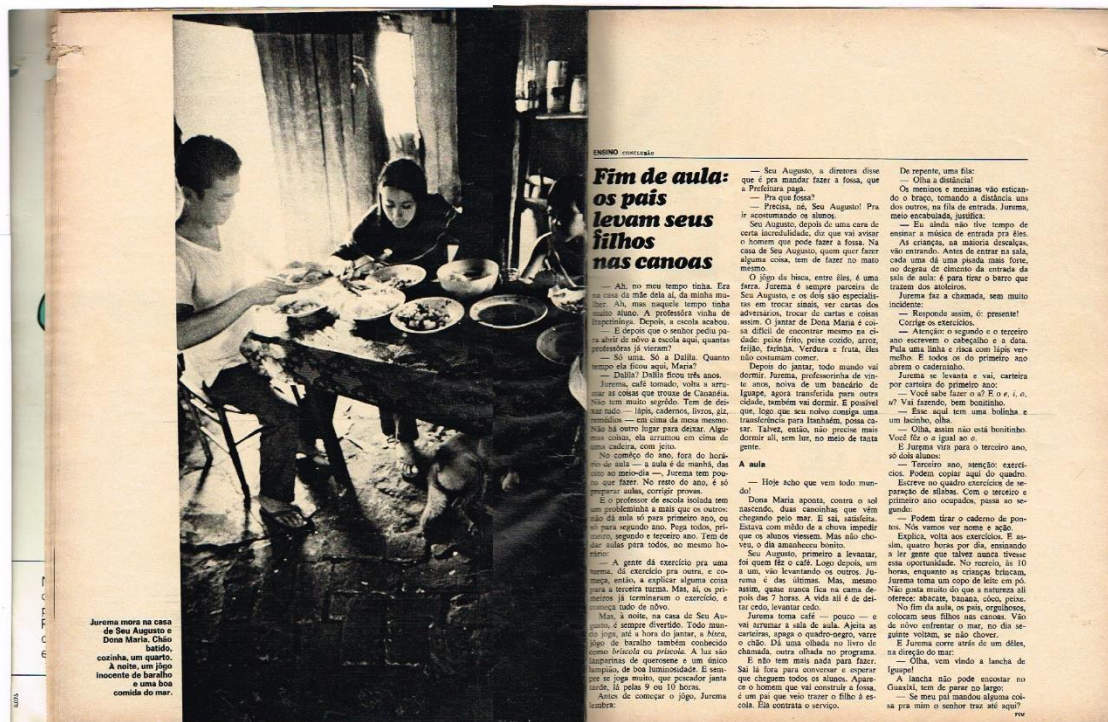 Jurema mora na casa
de Seu Augusto e
Dona Maria. Chão
batido,
cozinha, um quarto.
À noite, um jôgo
inocente de baralho
e uma boa
comida do mar.
ENSINO CONCLUSÃO
Fim de aula:
os pais
levam seus
filhos
nas canoas
— Ah, no meu tempo tinha. Era
na casa da mãe dela aí, da minha mu-
lher. Ah, mas naquele tempo tinha
muito aluno. A professôra vinha de
Itapetininga. Depois, a escola acabou.
— E depois que o senhor pediu pa-
ra abrir de nôvo a escola aqui, quantas
professôras já vieram?
— Só uma. Só a Dalila. Quanto
tempo ela ficou aqui, Maria?
— Dalila? Dalila ficou três anos.
Jurema, café tomado, volta a arru-
mar as coisas que trouxe de Cananéia.
Não tem muito segrêdo. Tem de dei-
xar tudo — lápis, cadernos, livros, giz,
remédios — em cima da mesa mesmo.
Não há outro lugar para deixar. Algu-
mas coisas, ela arrumou em cima de
uma cadeira, com jeito.
No comêço do ano, fora do horá-
rio de aula — a aula é de manhã, das
oito ao meio-dia —, Jurema tem pou-
co que fazer. No resto do ano, é só
preparar aulas, corrigir provas.
E o professor de escola isolada tem
um probleminha a mais que os outros:
não dá aula só para primeiro ano, ou
só para segundo ano. Pega todos, pri-
meiro, segundo e terceiro ano. Tem de
dar aulas para todos, no mesmo ho-
rário:
— A gente dá exercício pra uma
turma, dá exercício pra outra, e co-
meça, então, a explicar alguma coisa
para a terceira turma. Mas, aí, os pri-
meiros já terminaram o exercício, e
começa tudo de nôvo.
Mas, à noite, na casa de Seu Au-
gusto, é sempre divertido. Todo mun-
do joga, até a hora do jantar, a bisca,
jôgo de baralho também conhecido
como briscola ou priscola. A luz são
lamparinas de querosene e um único
lampião, de boa luminosidade. E sem-
pre se joga muito, que pescador janta
tarde, lá pelas 9 ou 10 horas.
Antes de começar o jôgo, Jurema
lembra:
— Seu Augusto, a diretora disse
que é pra mandar fazer a fossa, que
a Prefeitura paga.
— Pra que fossa?
— Precisa, né, Seu Augusto! Pra
ir acostumando os alunos.
Seu Augusto, depois de uma cara de
certa incredulidade, diz que vai avisar
o homem que pode fazer a fossa. Na
casa de Seu Augusto, quem quer fazer
alguma coisa, tem de fazer no mato
mesmo.
O jôgo da bisca, entre êles, é uma
farra. Jurema é sempre parceira de
Seu Augusto, e os dois são especialis-
tas em trocar sinais, ver cartas dos
adversários, trocar de cartas e coisas
assim. O jantar de Dona Maria é coi-
sa difícil de encontrar mesmo na ci-
dade: peixe frito, peixe cozido, arroz,
feijão, farinha. Verdura e fruta, êles
não costumam comer.
Depois do jantar, todo mundo vai
dormir. Jurema, professorinha de vin-
te anos, noiva de um bancário de
Iguape, agora transferida para outra
cidade, também vai dormir. É possível
que, logo que seu noivo consiga uma
transferência para Itanhaém, possa ca-
sar. Talvez, então, não precise mais
dormir ali, sem luz, no meio de tanta
gente.
A aula
— Hoje acho que vem todo mun-
do!
Dona Maria aponta, contra o sol
nascendo, duas canoinhas que vêm
chegando pelo mar. E sai, satisfeita.
Estava com mêdo de a chuva impedir
que os alunos viessem. Mas não cho-
veu, o dia amanheceu bonito.
Seu Augusto, primeiro a levantar,
foi quem fêz o café. Logo depois, um
a um, vão levantando os outros. Ju-
rema é das últimas. Mas, mesmo
assim, quase nunca fica na cama de-
pois das 7 horas. A vida ali é de dei-
tar cedo, levantar cedo.
Jurema toma café — pouco — e
vai arrumar a sala de aula. Ajeita as
carteiras, apaga o quadro-negro, varre
o chão. Dá uma olhada no livro de
chamada, outra olhada no programa.
E não tem mais nada para fazer.
Sai lá fora para conversar e esperar
que cheguem todos os alunos. Apare-
ce o homem que vai construir a fossa,
é um pai que veio trazer o filho à es-
cola. Ela contrata o serviço.
De repente, uma fila:
— Olha a distância!
Os meninos e meninas vão estican-
do o braço, tomando a distância uns
dos outros, na fila de entrada. Jurema,
meio encabulada, justifica:
— Eu ainda não tive tempo de
ensinar a música de entrada pra êles.
As crianças, na maioria descalças,
vão entrando. Antes de entrar na sala,
cada uma dá uma pisada mais forte,
no degrau de cimento da entrada da
sala de aula: é para tirar o barro que
trazem dos atoleiros.
Jurema faz a chamada, sem muito
incidente:
— Responde assim, ó: presente!
Corrige os exercícios.
— Atenção: o segundo e o terceiro
ano escrevem o cabeçalho e a data.
Pula uma linha e risca com lápis ver-
melho. E todos os do primeiro ano
abrem o caderninho.
Jurema se levanta e vai, carteira
por carteira do primeiro ano:
— Você sabe fazer o a? E o e, i, o,
u? Vai fazendo, bem bonitinho.
— Êsse aqui tem uma bolinha e
um lacinho, olha.
— Olha, assim não está bonitinho.
Você fêz o a igual ao o.
E Jurema vira para o terceiro ano,
só dois alunos:
— Terceiro ano, atenção: exercí-
cios. Podem copiar aqui do quadro.
Escreve no quadro exercícios de se-
paração de sílabas. Com o terceiro e
primeiro ano ocupados, passa ao se-
gundo:
— Podem tirar o caderno de pon-
tos. Nós vamos ver nome e ação.
Explica, volta aos exercícios. E as-
sim, quatro horas por dia, ensinando
a ler gente que talvez nunca tivesse
essa oportunidade. No recreio, às 10
horas, enquanto as crianças brincam,
Jurema toma um copo de leite em pó.
Não gosta muito do que a natureza ali
oferece: abacate, banana, côco, peixe.
No fim da aula, os pais, orgulhosos,
colocam seus filhos nas canoas. Vão
de nôvo enfrentar o mar, no dia se-
guinte voltam, se não chover.
E Jurema corre atrás de um dêles,
na direção do mar:
— Olha, vem vindo a lancha de
Iguape!
A lancha não pode encostar no
Guaxixi, tem de parar no largo:
— Se meu pai mandou alguma coi-
sa pra mim o senhor traz até aqui?
FIM